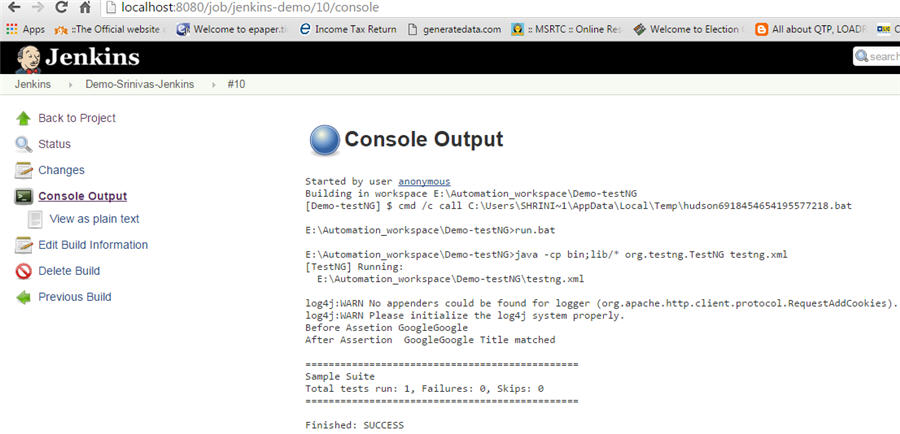 localhost:8080/job/jenkins-demo/10/console
Apps ::The Official website Welcome to epaper.ti Income Tax Return generatedata.com :: MSRTC :: Online Res Welcome to Election All about QTP, LOADR
Jenkins
search
Jenkins Demo-Srinivas-Jenkins #10
Back to Project
Status
Changes
Console Output
View as plain text
Edit Build Information
Delete Build
Previous Build
Console Output
Started by user anonymous
Building in workspace E:\Automation_workspace\Demo-testNG
[Demo-testNG] $ cmd /c call C:\Users\SHRINI~1\AppData\Local\Temp\hudson6918454654195577218.bat
E:\Automation_workspace\Demo-testNG>run.bat
E:\Automation_workspace\Demo-testNG>java -cp bin;lib/* org.testng.TestNG testng.xml
[TestNG] Running:
E:\Automation_workspace\Demo-testNG\testng.xml
log4j:WARN No appenders could be found for logger (org.apache.http.client.protocol.RequestAddCookies).
log4j:WARN Please initialize the log4j system properly.
Before Assetion GoogleGoogle
After Assertion  GoogleGoogle Title matched
===============================================
Sample Suite
Total tests run: 1, Failures: 0, Skips: 0
===============================================
Finished: SUCCESS